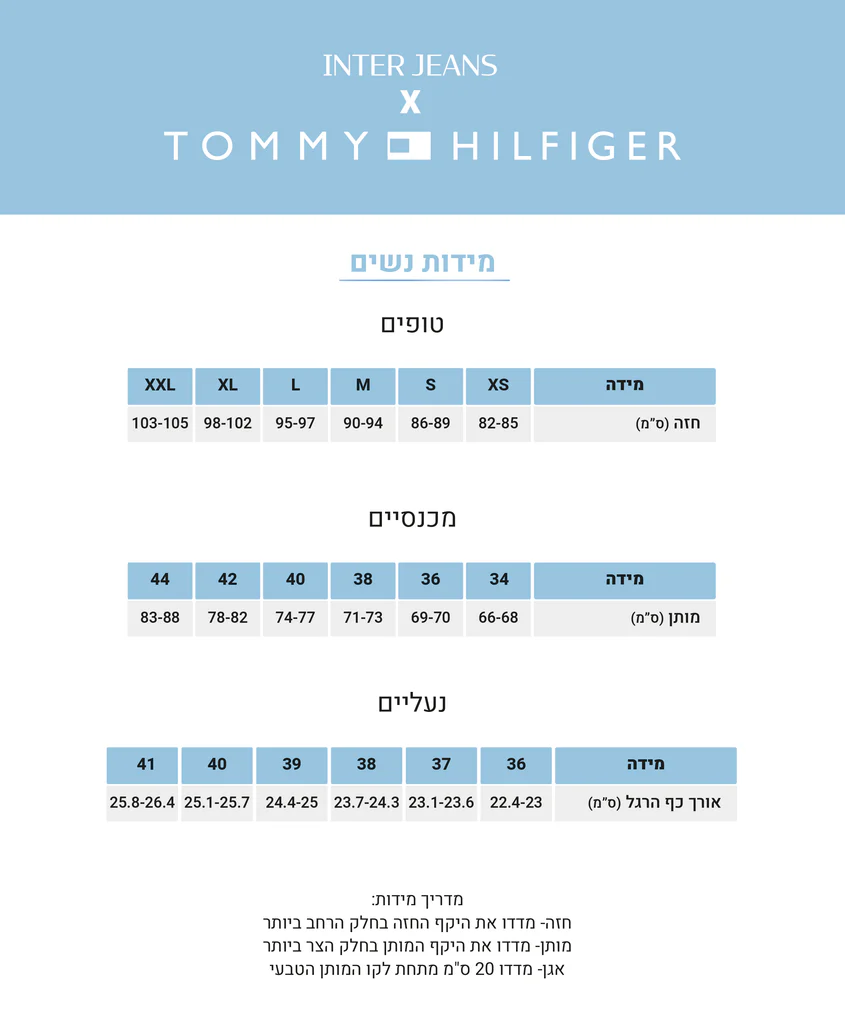 INTER JEANS
X
TOMMY HILFIGER
מידות נשים
טופים
מידה XS S M L XL XXL
חזה (ס"מ) 82-85 86-89 90-94 95-97 98-102 103-105
מכנסיים
מידה 34 36 38 40 42 44
מותן (ס"מ) 66-68 69-70 71-73 74-77 78-82 83-88
נעליים
מידה 36 37 38 39 40 41
אורך כף הרגל (ס"מ) 22.4-23 23.1-23.6 23.7-24.3 24.4-25 25.1-25.7 25.8-26.4
מדריך מידות:
חזה- מדדו את היקף החזה בחלק הרחב ביותר
מותן- מדדו את היקף המותן בחלק הצר ביותר
אגן- מדדו 20 ס"מ מתחת לקו המותן הטבעי